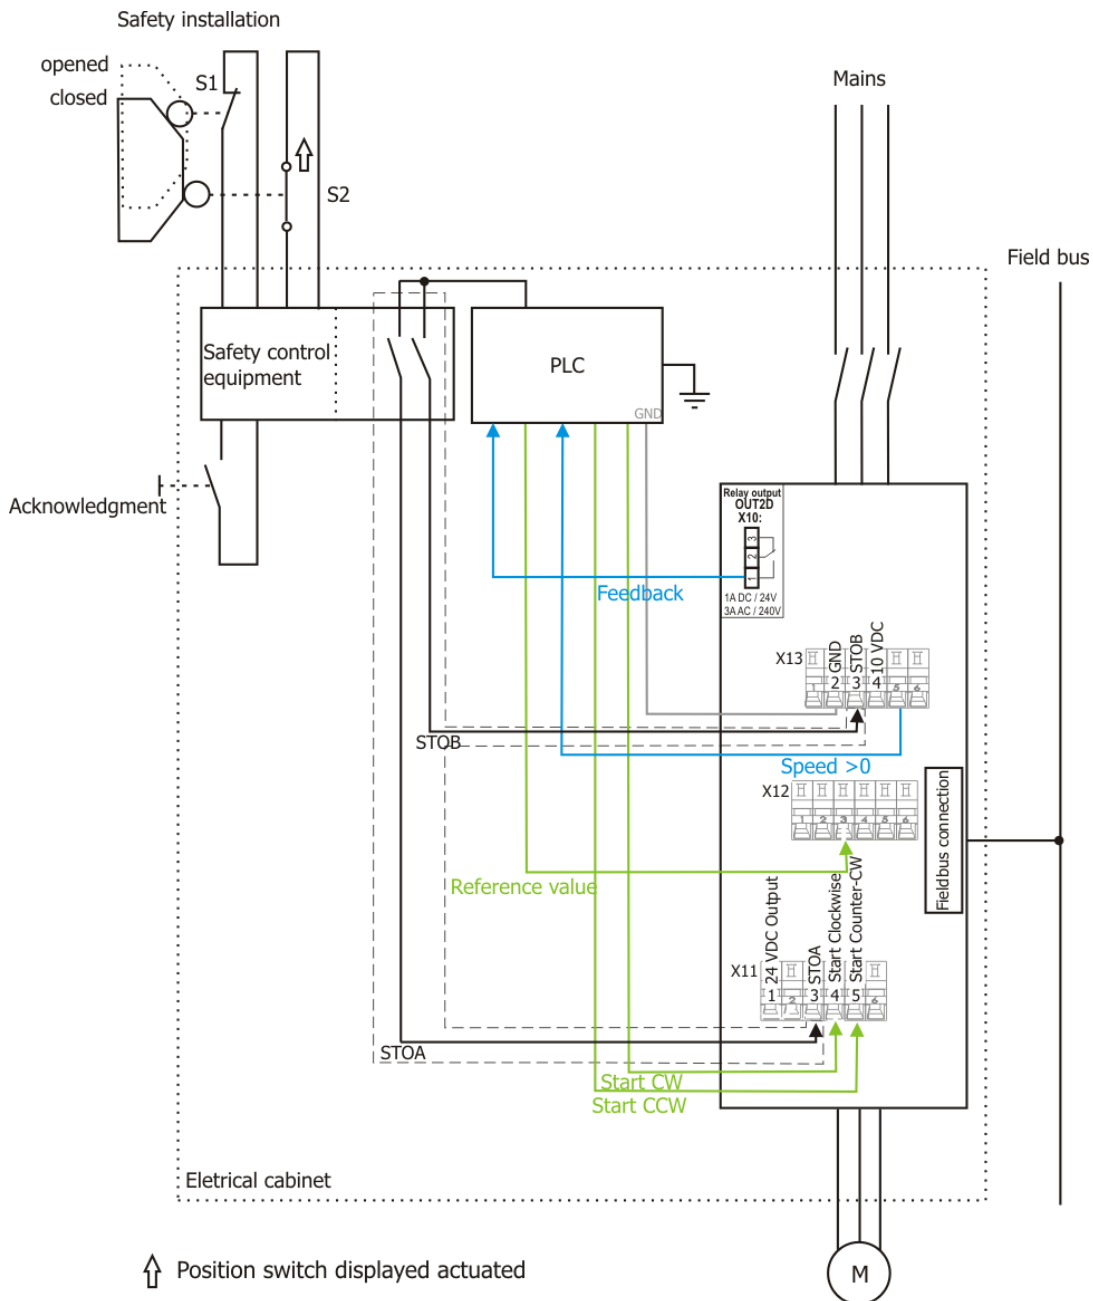 Safety installation
opened
closed
S1
S2
Mains
Field bus
Safety control
equipment
PLC
GND
Acknowledgment
Relay output
OUT2D
X10:
3
2
1
1A DC / 24V
3A AC / 240V
Feedback
X13
GND
STOB
10 VDC
1 2 3 4 5 6
STOB
Speed >0
X12
1 2 3 4 5 6
Fieldbus connection
Reference value
24 VDC Output
STOA
Start Clockwise
Start Counter-CW
X11
1 2 3 4 5 6
STOA
Start CW
Start CCW
Eletrical cabinet
Position switch displayed actuated
M